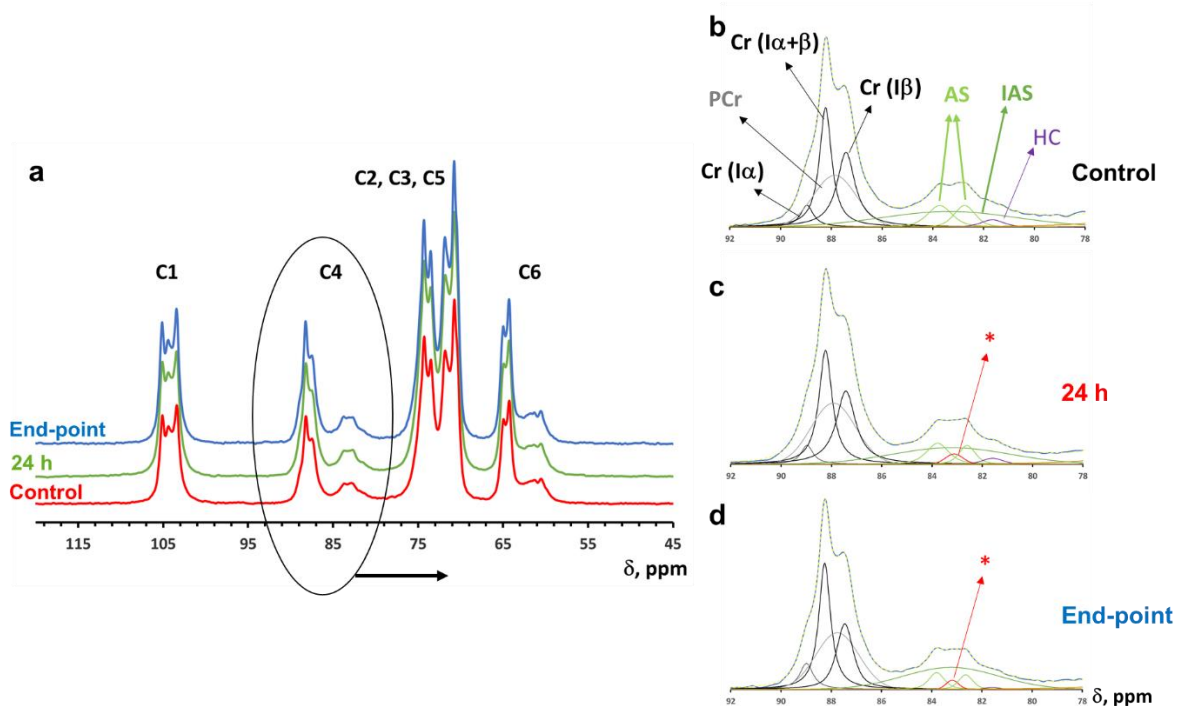 a
C1
C4
C2, C3, C5
C6
End-point
24 h
Control
115 105 95 85 75 65 55 45
δ, ppm
b
Cr (Iα+β)
PCr
Cr (Iβ)
Cr (Iα)
AS
IAS
HC
Control
92 90 88 86 84 82 80 78
c
*
24 h
92 90 88 86 84 82 80 78
d
*
End-point
92 90 88 86 84 82 80 78
δ, ppm